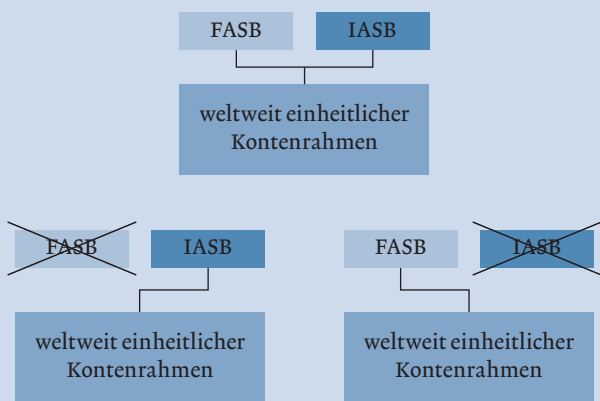 FASB IASB
weltweit einheitlicher
Kontenrahmen
FASB IASB
weltweit einheitlicher
Kontenrahmen
FASB IASB
weltweit einheitlicher
Kontenrahmen